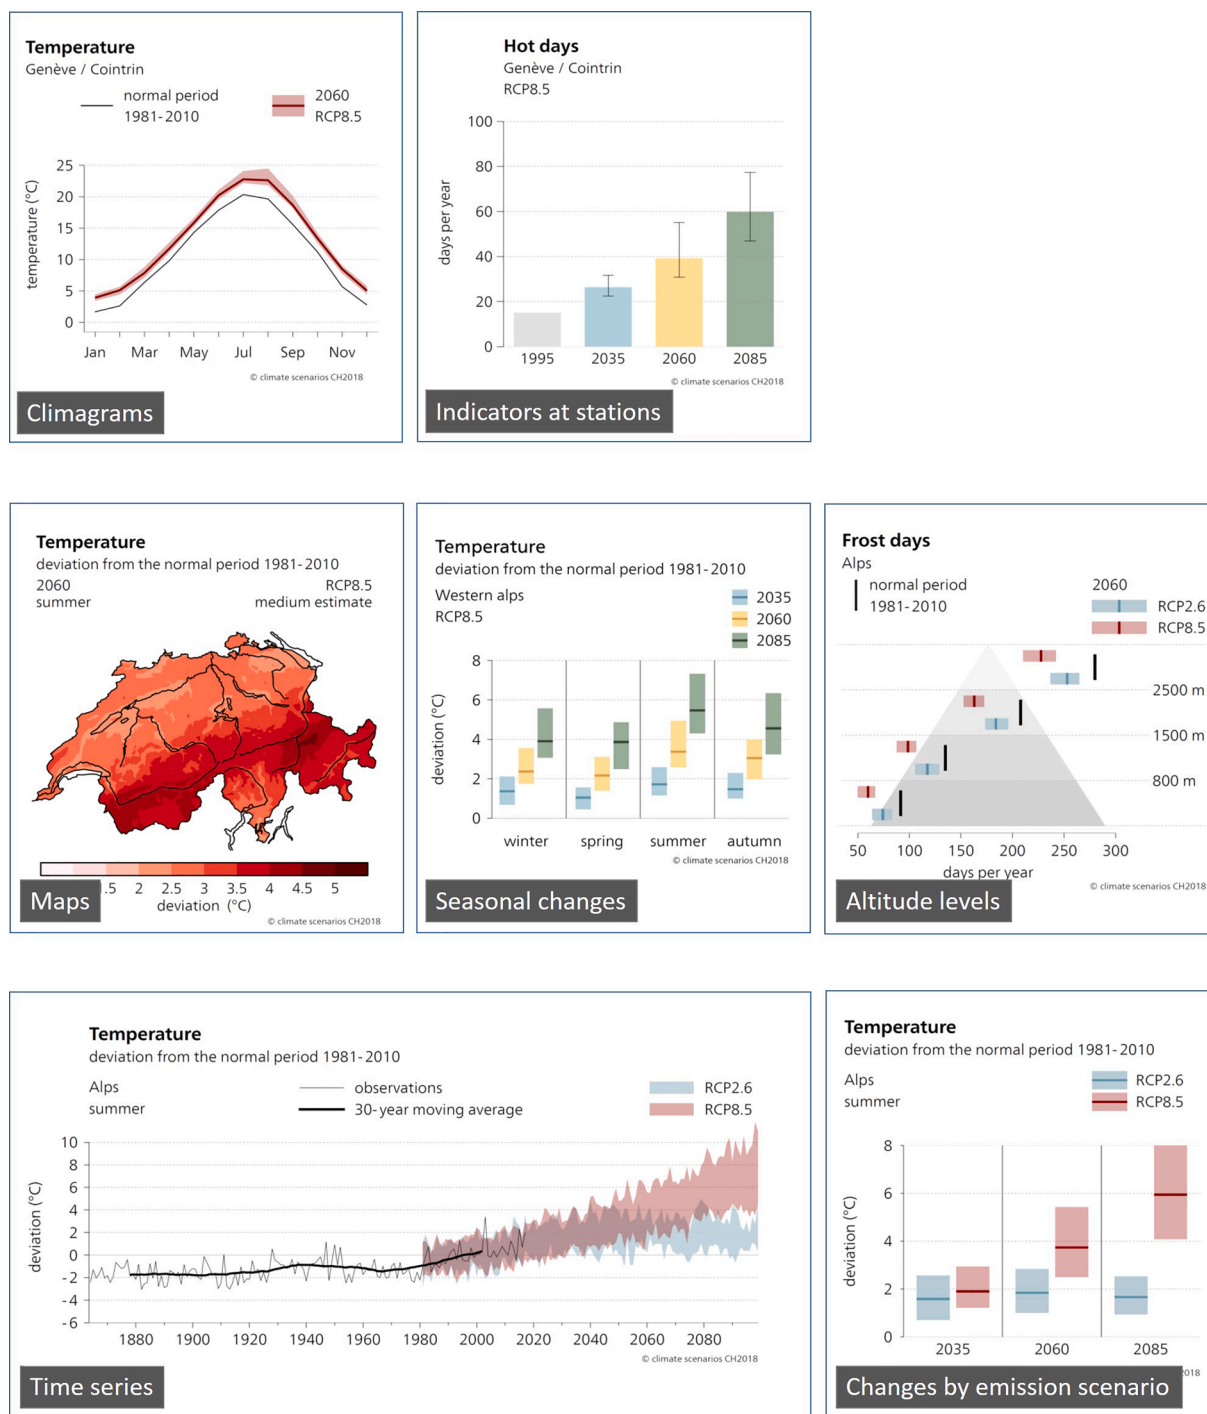 Temperature
Genève / Cointrin
normal period
1981-2010
2060
RCP8.5
temperature (°C)
25
20
15
10
5
0
Jan Mar May Jul Sep Nov
© climate scenarios CH2018
Climagrams
Hot days
Genève / Cointrin
RCP8.5
days per year
100
80
60
40
20
0
1995 2035 2060 2085
© climate scenarios CH2018
Indicators at stations
Temperature
deviation from the normal period 1981-2010
2060 RCP8.5
summer medium estimate
.5 2 2.5 3 3.5 4 4.5 5
deviation (°C)
© climate scenarios CH2018
Maps
Temperature
deviation from the normal period 1981-2010
Western alps
RCP8.5
2035
2060
2085
deviation (°C)
8
6
4
2
0
winter spring summer autumn
© climate scenarios CH2018
Seasonal changes
Frost days
Alps
normal period
1981-2010
2060
RCP2.6
RCP8.5
2500 m
1500 m
800 m
50 100 150 200 250 300
days per year
© climate scenarios CH2018
Altitude levels
Temperature
deviation from the normal period 1981-2010
Alps
summer
observations
30-year moving average
RCP2.6
RCP8.5
deviation (°C)
10
8
6
4
2
0
-2
-4
-6
1880 1900 1920 1940 1960 1980 2000 2020 2040 2060 2080
© climate scenarios CH2018
Time series
Temperature
deviation from the normal period 1981-2010
Alps
summer
RCP2.6
RCP8.5
deviation (°C)
8
6
4
2
0
2035 2060 2085
2018
Changes by emission scenario